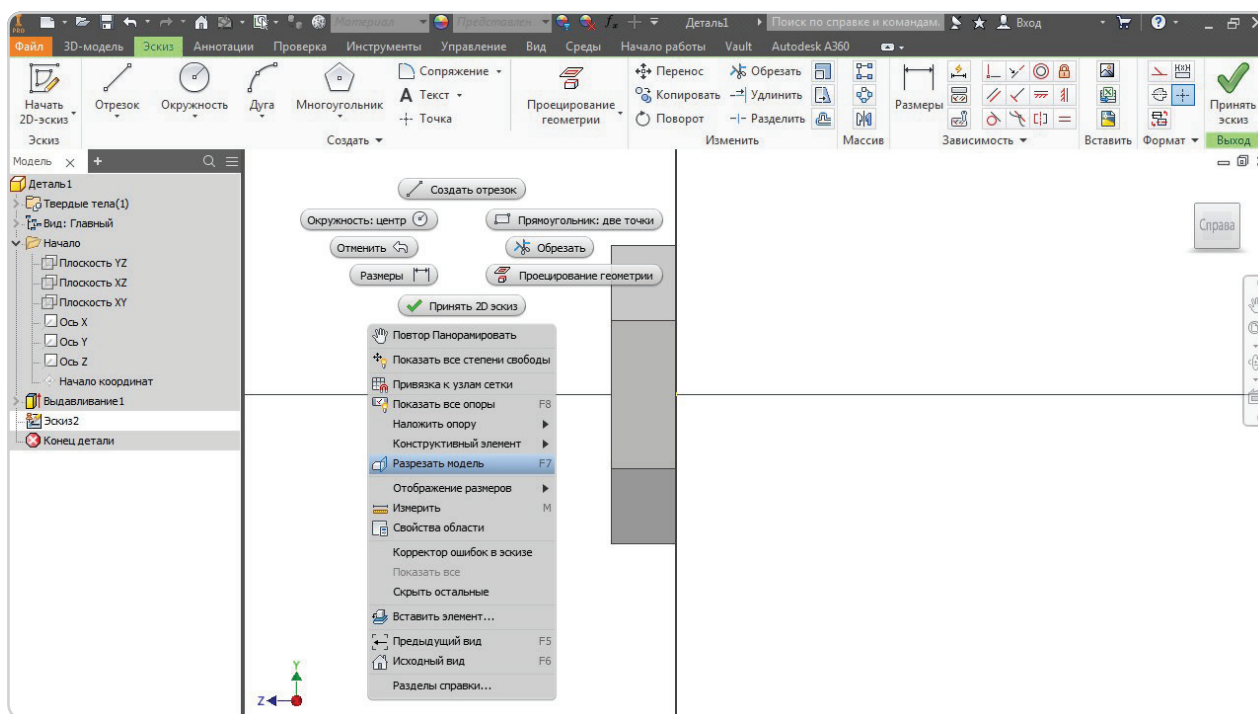 PRO Материал Представлен Деталь1 Поиск по справке и командам. Вход
Файл 3D-модель Эскиз Аннотации Проверка Инструменты Управление Вид Среды Начало работы Vault Autodesk A360
Начать 2D-эскиз
Отрезок
Окружность
Дуга
Многоугольник
Сопряжение
Текст
Точка
Проецирование геометрии
Перенос
Обрезать
Копировать
Удлинить
Поворот
Разделить
Размеры
Принять эскиз
Эскиз Создать Изменить Массив Зависимость Вставить Формат Выход
Модель
Деталь1
Твердые тела(1)
Вид: Главный
Начало
Плоскость YZ
Плоскость XZ
Плоскость XY
Ось X
Ось Y
Ось Z
Начало координат
Выдавливание1
Эскиз2
Конец детали
Создать отрезок
Окружность: центр
Прямоугольник: две точки
Отменить
Обрезать
Размеры
Проецирование геометрии
Принять 2D эскиз
Повтор Панорамировать
Показать все степени свободы
Привязка к узлам сетки
Показать все опоры F8
Наложить опору
Конструктивный элемент
Разрезать модель F7
Отображение размеров
Измерить M
Свойства области
Корректор ошибок в эскизе
Показать все
Скрыть остальные
Вставить элемент...
Предыдущий вид F5
Исходный вид F6
Разделы справки...
Справа
Y
Z